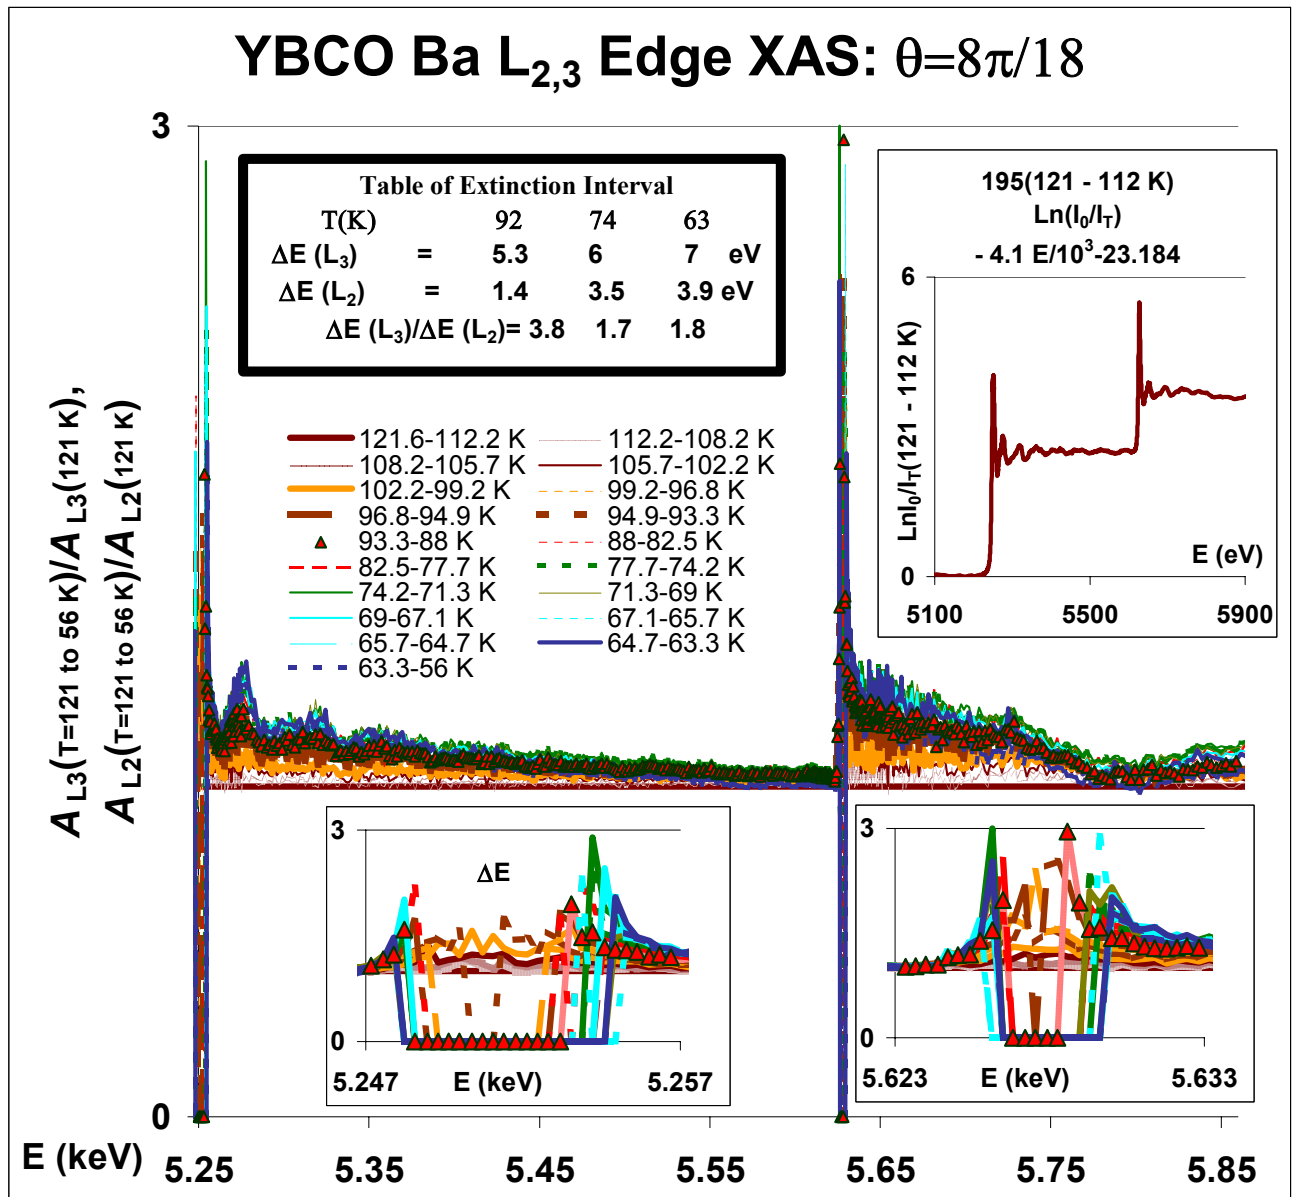 YBCO Ba L2,3 Edge XAS: θ=8π/18
3
Table of Extinction Interval
T(K) 92 74 63
ΔE (L3) = 5.3 6 7 eV
ΔE (L2) = 1.4 3.5 3.9 eV
ΔE (L3)/ΔE (L2)= 3.8 1.7 1.8
195(121 - 112 K)
Ln(I0/IT)
- 4.1 E/10^3-23.184
6
LnI0/IT(121 - 112 K)
E (eV)
0
5100 5500 5900
A L3(T=121 to 56 K)/A L3(121 K),
A L2(T=121 to 56 K)/A L2(121 K)
121.6-112.2 K 112.2-108.2 K
108.2-105.7 K 105.7-102.2 K
102.2-99.2 K 99.2-96.8 K
96.8-94.9 K 94.9-93.3 K
93.3-88 K 88-82.5 K
82.5-77.7 K 77.7-74.2 K
74.2-71.3 K 71.3-69 K
69-67.1 K 67.1-65.7 K
65.7-64.7 K 64.7-63.3 K
63.3-56 K
3
ΔE
0
5.247 E (keV) 5.257
3
0
5.623 E (keV) 5.633
0
E (keV) 5.25 5.35 5.45 5.55 5.65 5.75 5.85